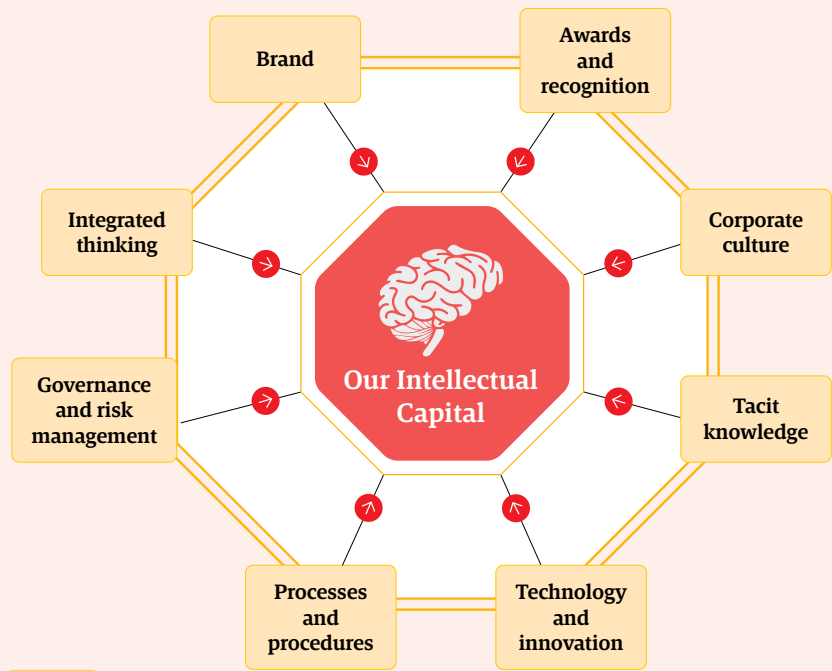 Brand
Awards
and
recognition
Integrated
thinking
Corporate
culture
Our Intellectual
Capital
Governance
and risk
management
Tacit
knowledge
Processes
and
procedures
Technology
and
innovation